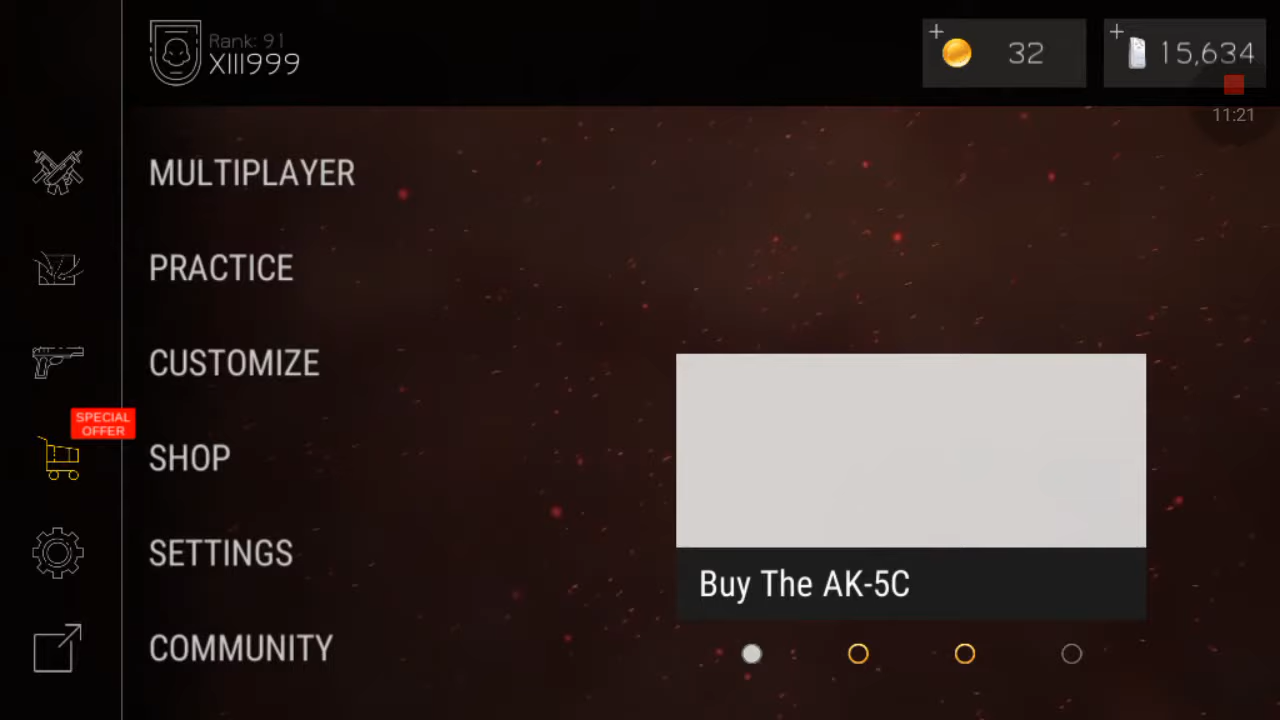 Rank: 91
XIII999
+ 32
+ 15,634
11:21
MULTIPLAYER
PRACTICE
CUSTOMIZE
SPECIAL
OFFER
SHOP
SETTINGS
COMMUNITY
Buy The AK-5C